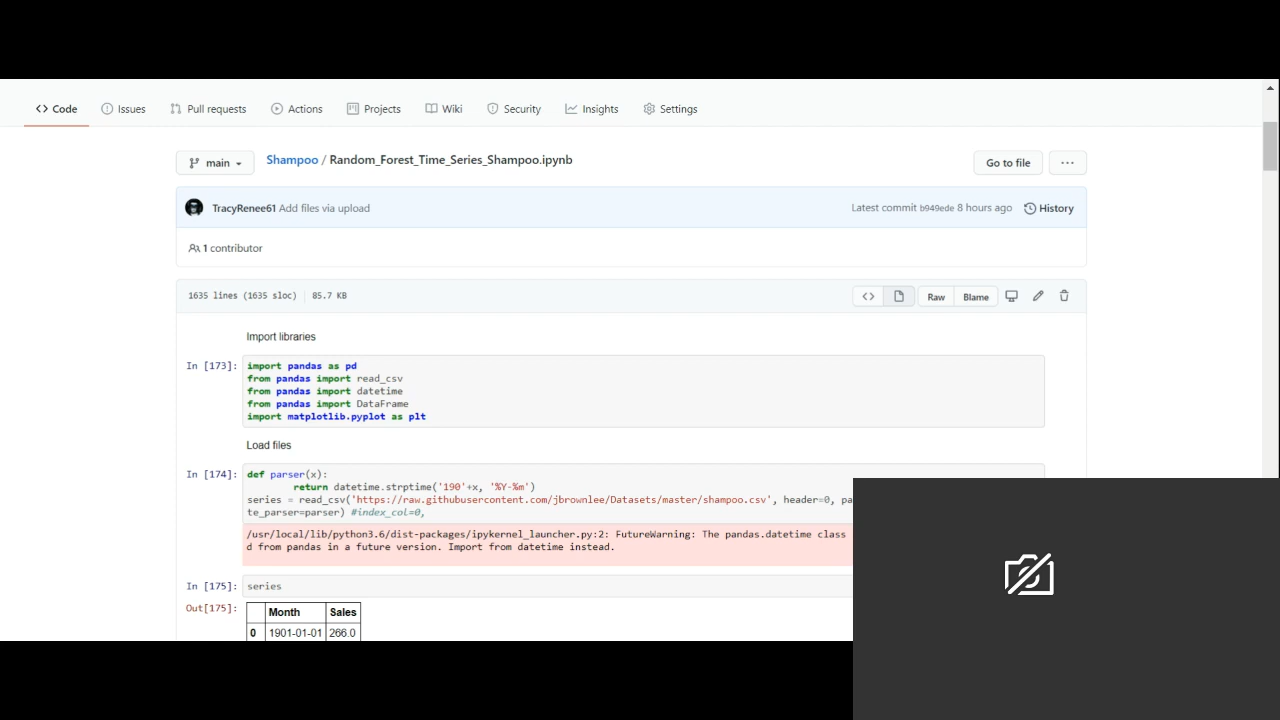 Code Issues Pull requests Actions Projects Wiki Security Insights Settings
main Shampoo / Random_Forest_Time_Series_Shampoo.ipynb Go to file ...
TracyRenee61 Add files via upload Latest commit b949ede 8 hours ago History
1 contributor
1635 lines (1635 sloc) 85.7 KB <> Raw Blame
Import libraries
In [173]: import pandas as pd
from pandas import read_csv
from pandas import datetime
from pandas import DataFrame
import matplotlib.pyplot as plt
Load files
In [174]: def parser(x):
return datetime.strptime('190'+x, '%Y-%m')
series = read_csv('https://raw.githubusercontent.com/jbrownlee/Datasets/master/shampoo.csv', header=0, pa
te_parser=parser) #index_col=0,
/usr/local/lib/python3.6/dist-packages/ipykernel_launcher.py:2: FutureWarning: The pandas.datetime class
d from pandas in a future version. Import from datetime instead.
In [175]: series
Out[175]: Month Sales
0 1901-01-01 266.0